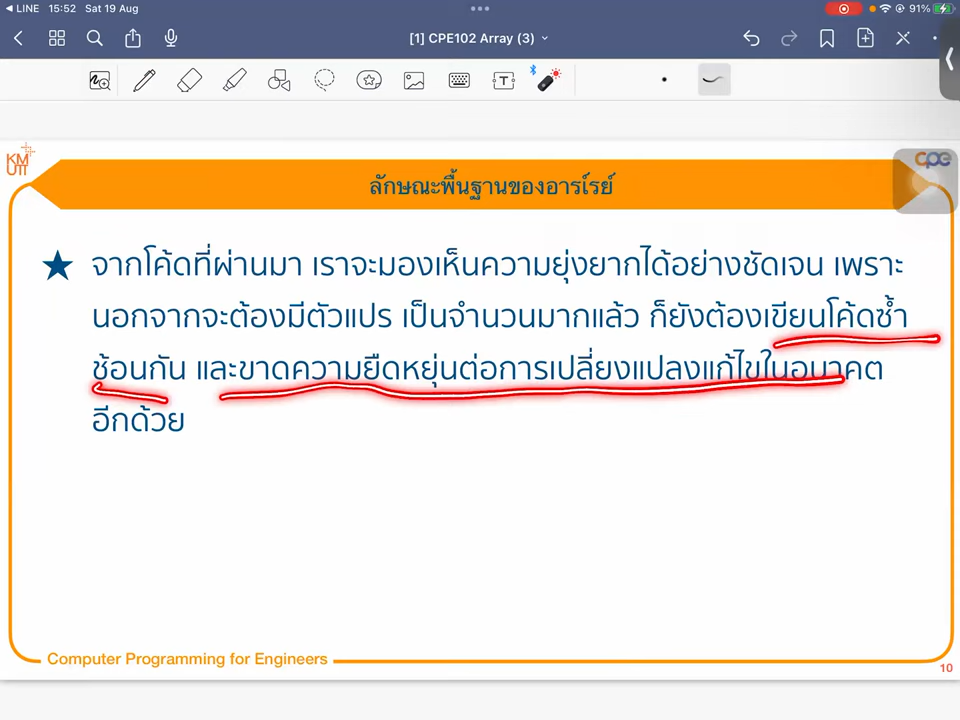 LINE 15:52 Sat 19 Aug 91%
[1] CPE102 Array (3)
T
KM
UTT
cpe
ลักษณะพื้นฐานของอาร์เรย์
จากโค้ดที่ผ่านมา เราจะมองเห็นความยุ่งยากได้อย่างชัดเจน เพราะ
นอกจากจะต้องมีตัวแปร เป็นจำนวนมากแล้ว ก็ยังต้องเขียนโค้ดซ้ำ
ซ้อนกัน และขาดความยืดหยุ่นต่อการเปลี่ยงแปลงแก้ไขในอนาคต
อีกด้วย
Computer Programming for Engineers
10